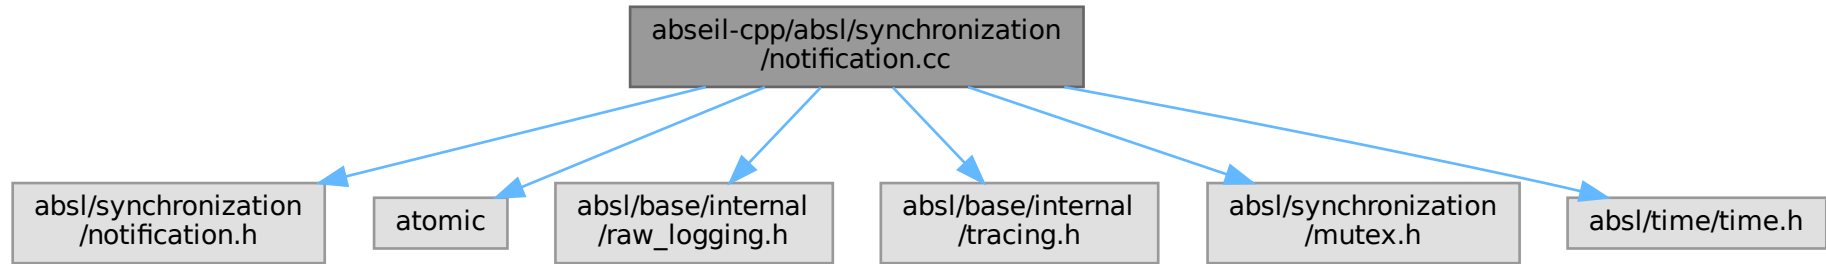 abseil-cpp/absl/synchronization
/notification.cc
absl/synchronization
/notification.h
atomic
absl/base/internal
/raw_logging.h
absl/base/internal
/tracing.h
absl/synchronization
/mutex.h
absl/time/time.h